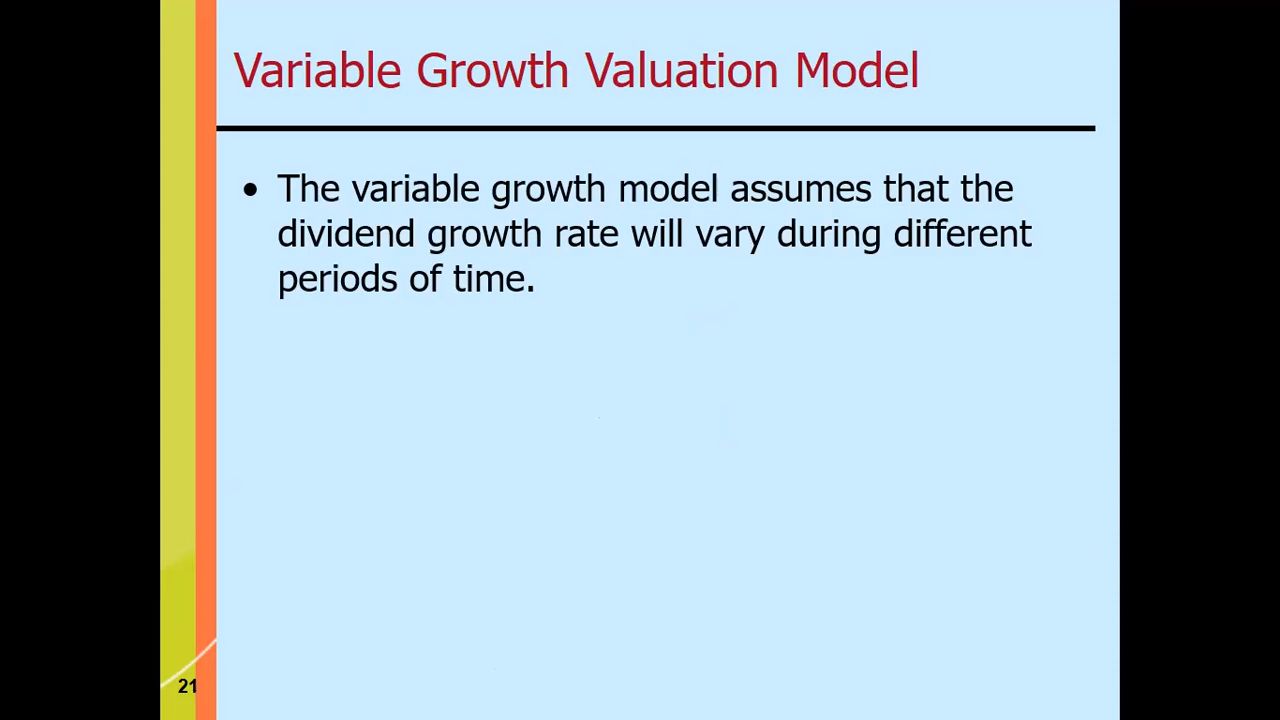 Variable Growth Valuation Model
• The variable growth model assumes that the
dividend growth rate will vary during different
periods of time.
21